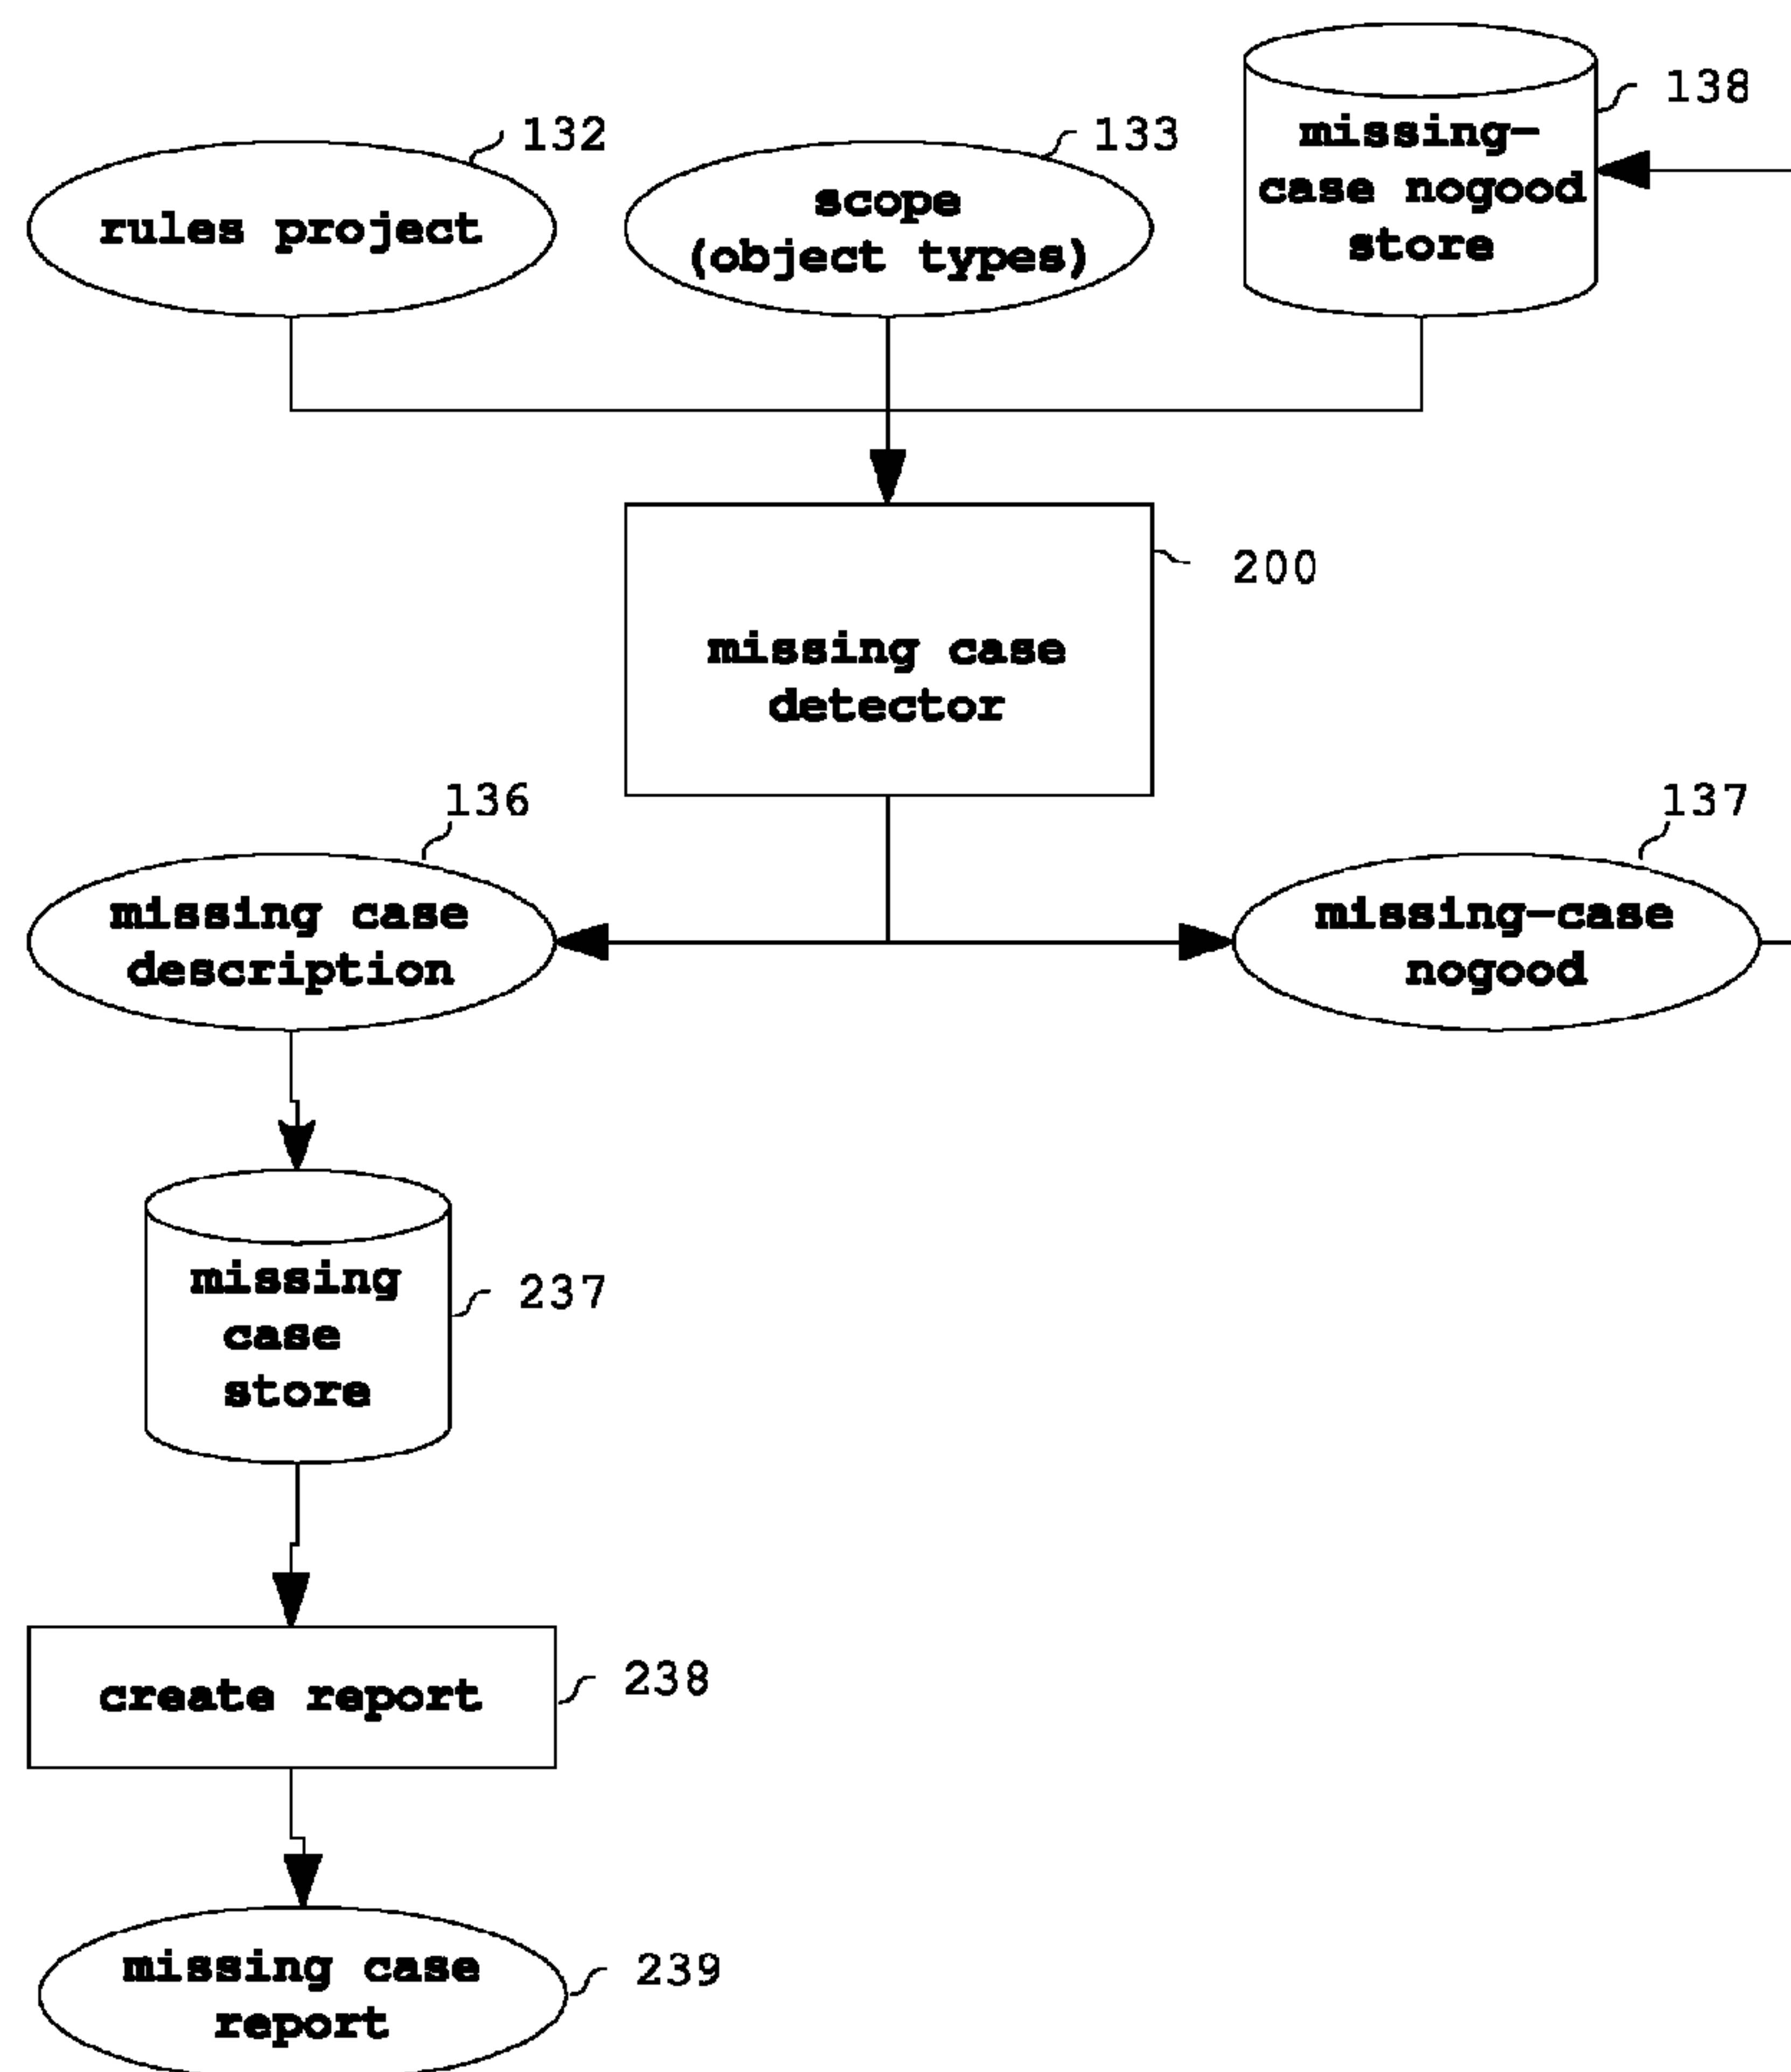 132
rules project
133
scope
(object types)
138
missing-
case nogood
store
200
missing case
detector
136
missing case
description
137
missing-case
nogood
missing
case
store
237
create report
238
missing case
report
239